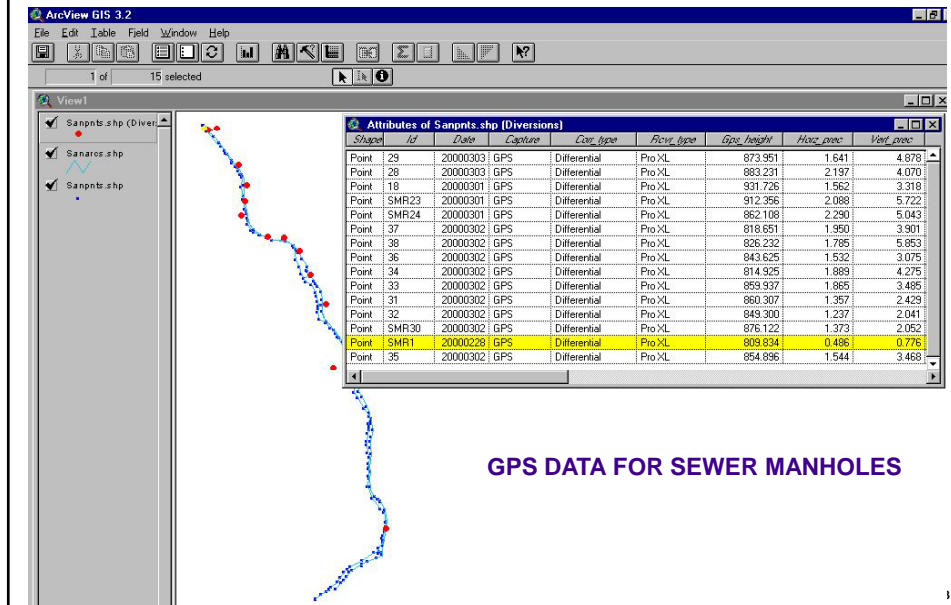 ArcView GIS 3.2
File Edit Table Field Window Help
1 of 15 selected
View1
Sanpnts.shp (Diver
Sanarcs.shp
Sanpnts.shp
Attributes of Sanpnts.shp (Diversions)
Shape Id Date Capture Corr_type Rcvr_type Gps_height Horiz_prec Vert_prec
Point 29 20000303 GPS Differential Pro XL 873.951 1.641 4.878
Point 28 20000303 GPS Differential Pro XL 883.231 2.197 4.070
Point 18 20000301 GPS Differential Pro XL 931.726 1.562 3.318
Point SMR23 20000301 GPS Differential Pro XL 912.356 2.088 5.722
Point SMR24 20000301 GPS Differential Pro XL 862.108 2.290 5.043
Point 37 20000302 GPS Differential Pro XL 818.651 1.950 3.901
Point 38 20000302 GPS Differential Pro XL 826.232 1.785 5.853
Point 36 20000302 GPS Differential Pro XL 843.625 1.532 3.075
Point 34 20000302 GPS Differential Pro XL 814.925 1.889 4.275
Point 33 20000302 GPS Differential Pro XL 859.937 1.865 3.485
Point 31 20000302 GPS Differential Pro XL 860.307 1.357 2.429
Point 32 20000302 GPS Differential Pro XL 849.300 1.237 2.041
Point SMR30 20000302 GPS Differential Pro XL 876.122 1.373 2.052
Point SMR1 20000228 GPS Differential Pro XL 809.834 0.486 0.776
Point 35 20000302 GPS Differential Pro XL 854.896 1.544 3.468
GPS DATA FOR SEWER MANHOLES